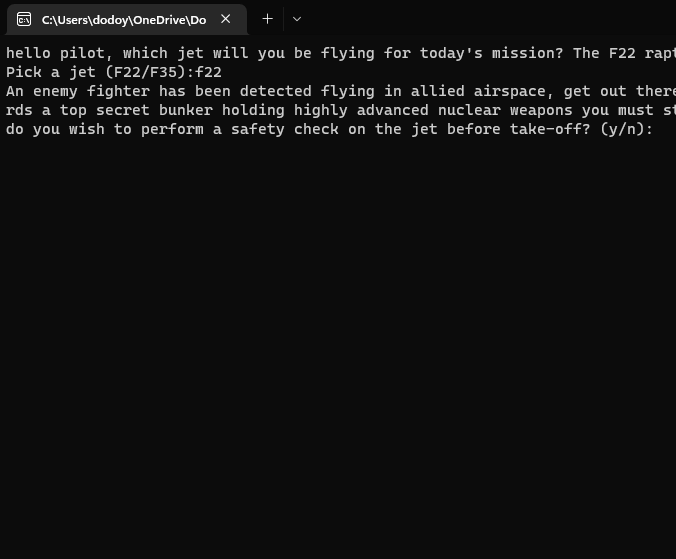 C:\Users\dodoy\OneDrive\Do
hello pilot, which jet will you be flying for today's mission? The F22 rapt
Pick a jet (F22/F35):f22
An enemy fighter has been detected flying in allied airspace, get out there
rds a top secret bunker holding highly advanced nuclear weapons you must st
do you wish to perform a safety check on the jet before take-off? (y/n):